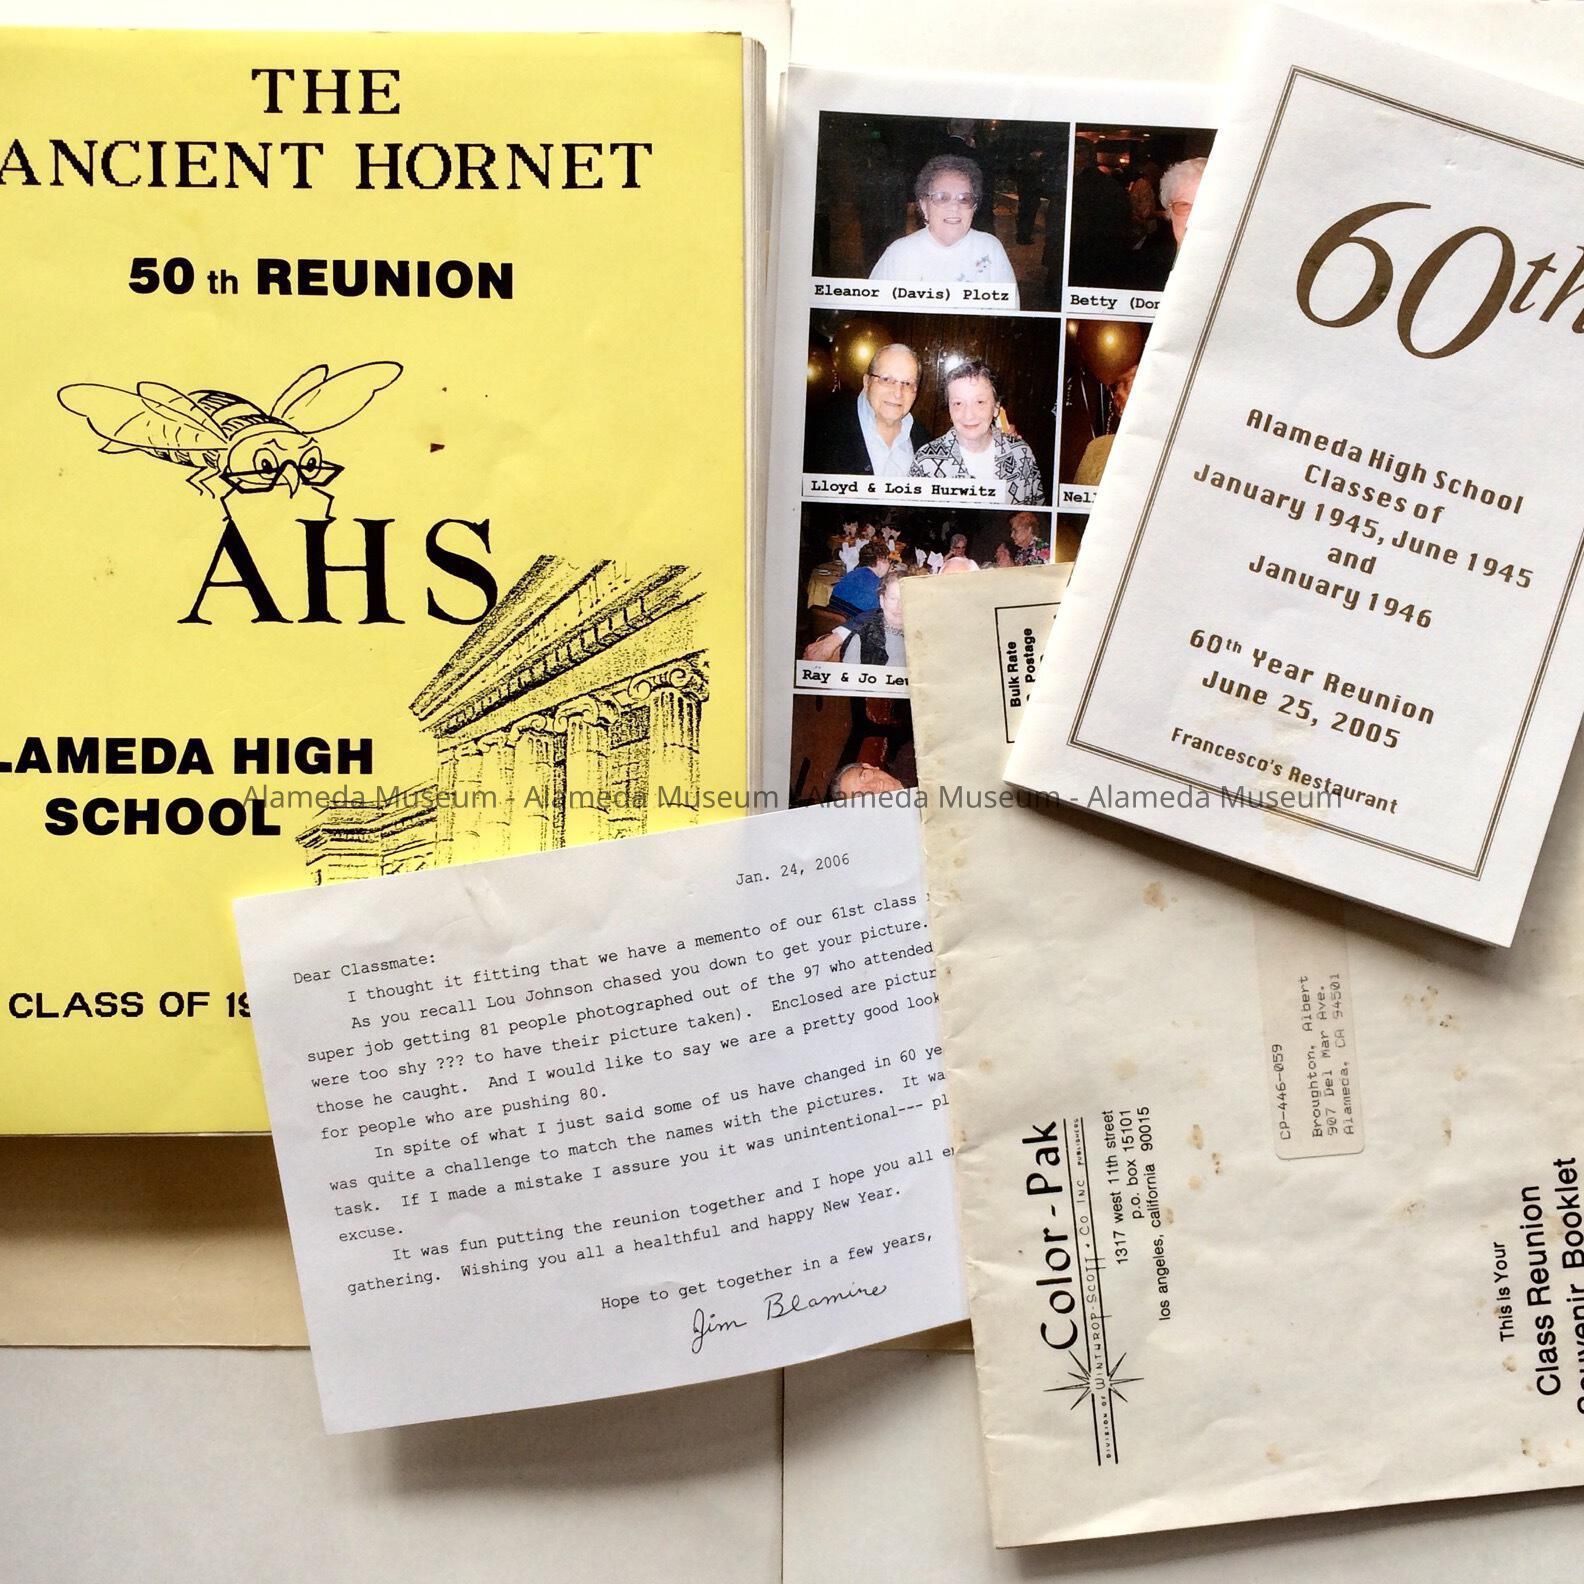 THE
ANCIENT HORNET
50 th REUNION
AHS
LAMEDA HIGH
SCHOOL
CLASS OF 19
Eleanor (Davis) Plotz
Betty (Don
Lloyd & Lois Hurwitz
Nell
Ray & Jo Lew
60th
Alameda High School
Classes of
January 1945, June 1945
and
January 1946
60th Year Reunion
June 25, 2005
Francesco's Restaurant
Alameda Museum - Alameda Museum - Alameda Museum - Alameda Museum
Jan. 24, 2006
Dear Classmate:
I thought it fitting that we have a memento of our 61st class
As you recall Lou Johnson chased you down to get your picture.
super job getting 81 people photographed out of the 97 who attended
were too shy ??? to have their picture taken). Enclosed are pictur
those he caught. And I would like to say we are a pretty good look
for people who are pushing 80.
In spite of what I just said some of us have changed in 60 ye
was quite a challenge to match the names with the pictures. It wa
task. If I made a mistake I assure you it was unintentional--- pl
excuse.
It was fun putting the reunion together and I hope you all e
gathering. Wishing you all a healthful and happy New Year.
Hope to get together in a few years,
Jim Blamire
Bulk Rate
Postage
CP-446-059
Broughton, Albert
907 Del Mar Ave.
Alameda, CA 94501
Color-Pak
DIVISION OF WINTHROP-SCOTT & CO INC PUBLISHERS
1317 west 11th street
p.o. box 15101
los angeles, california 90015
This is Your
Class Reunion
Souvenir Booklet